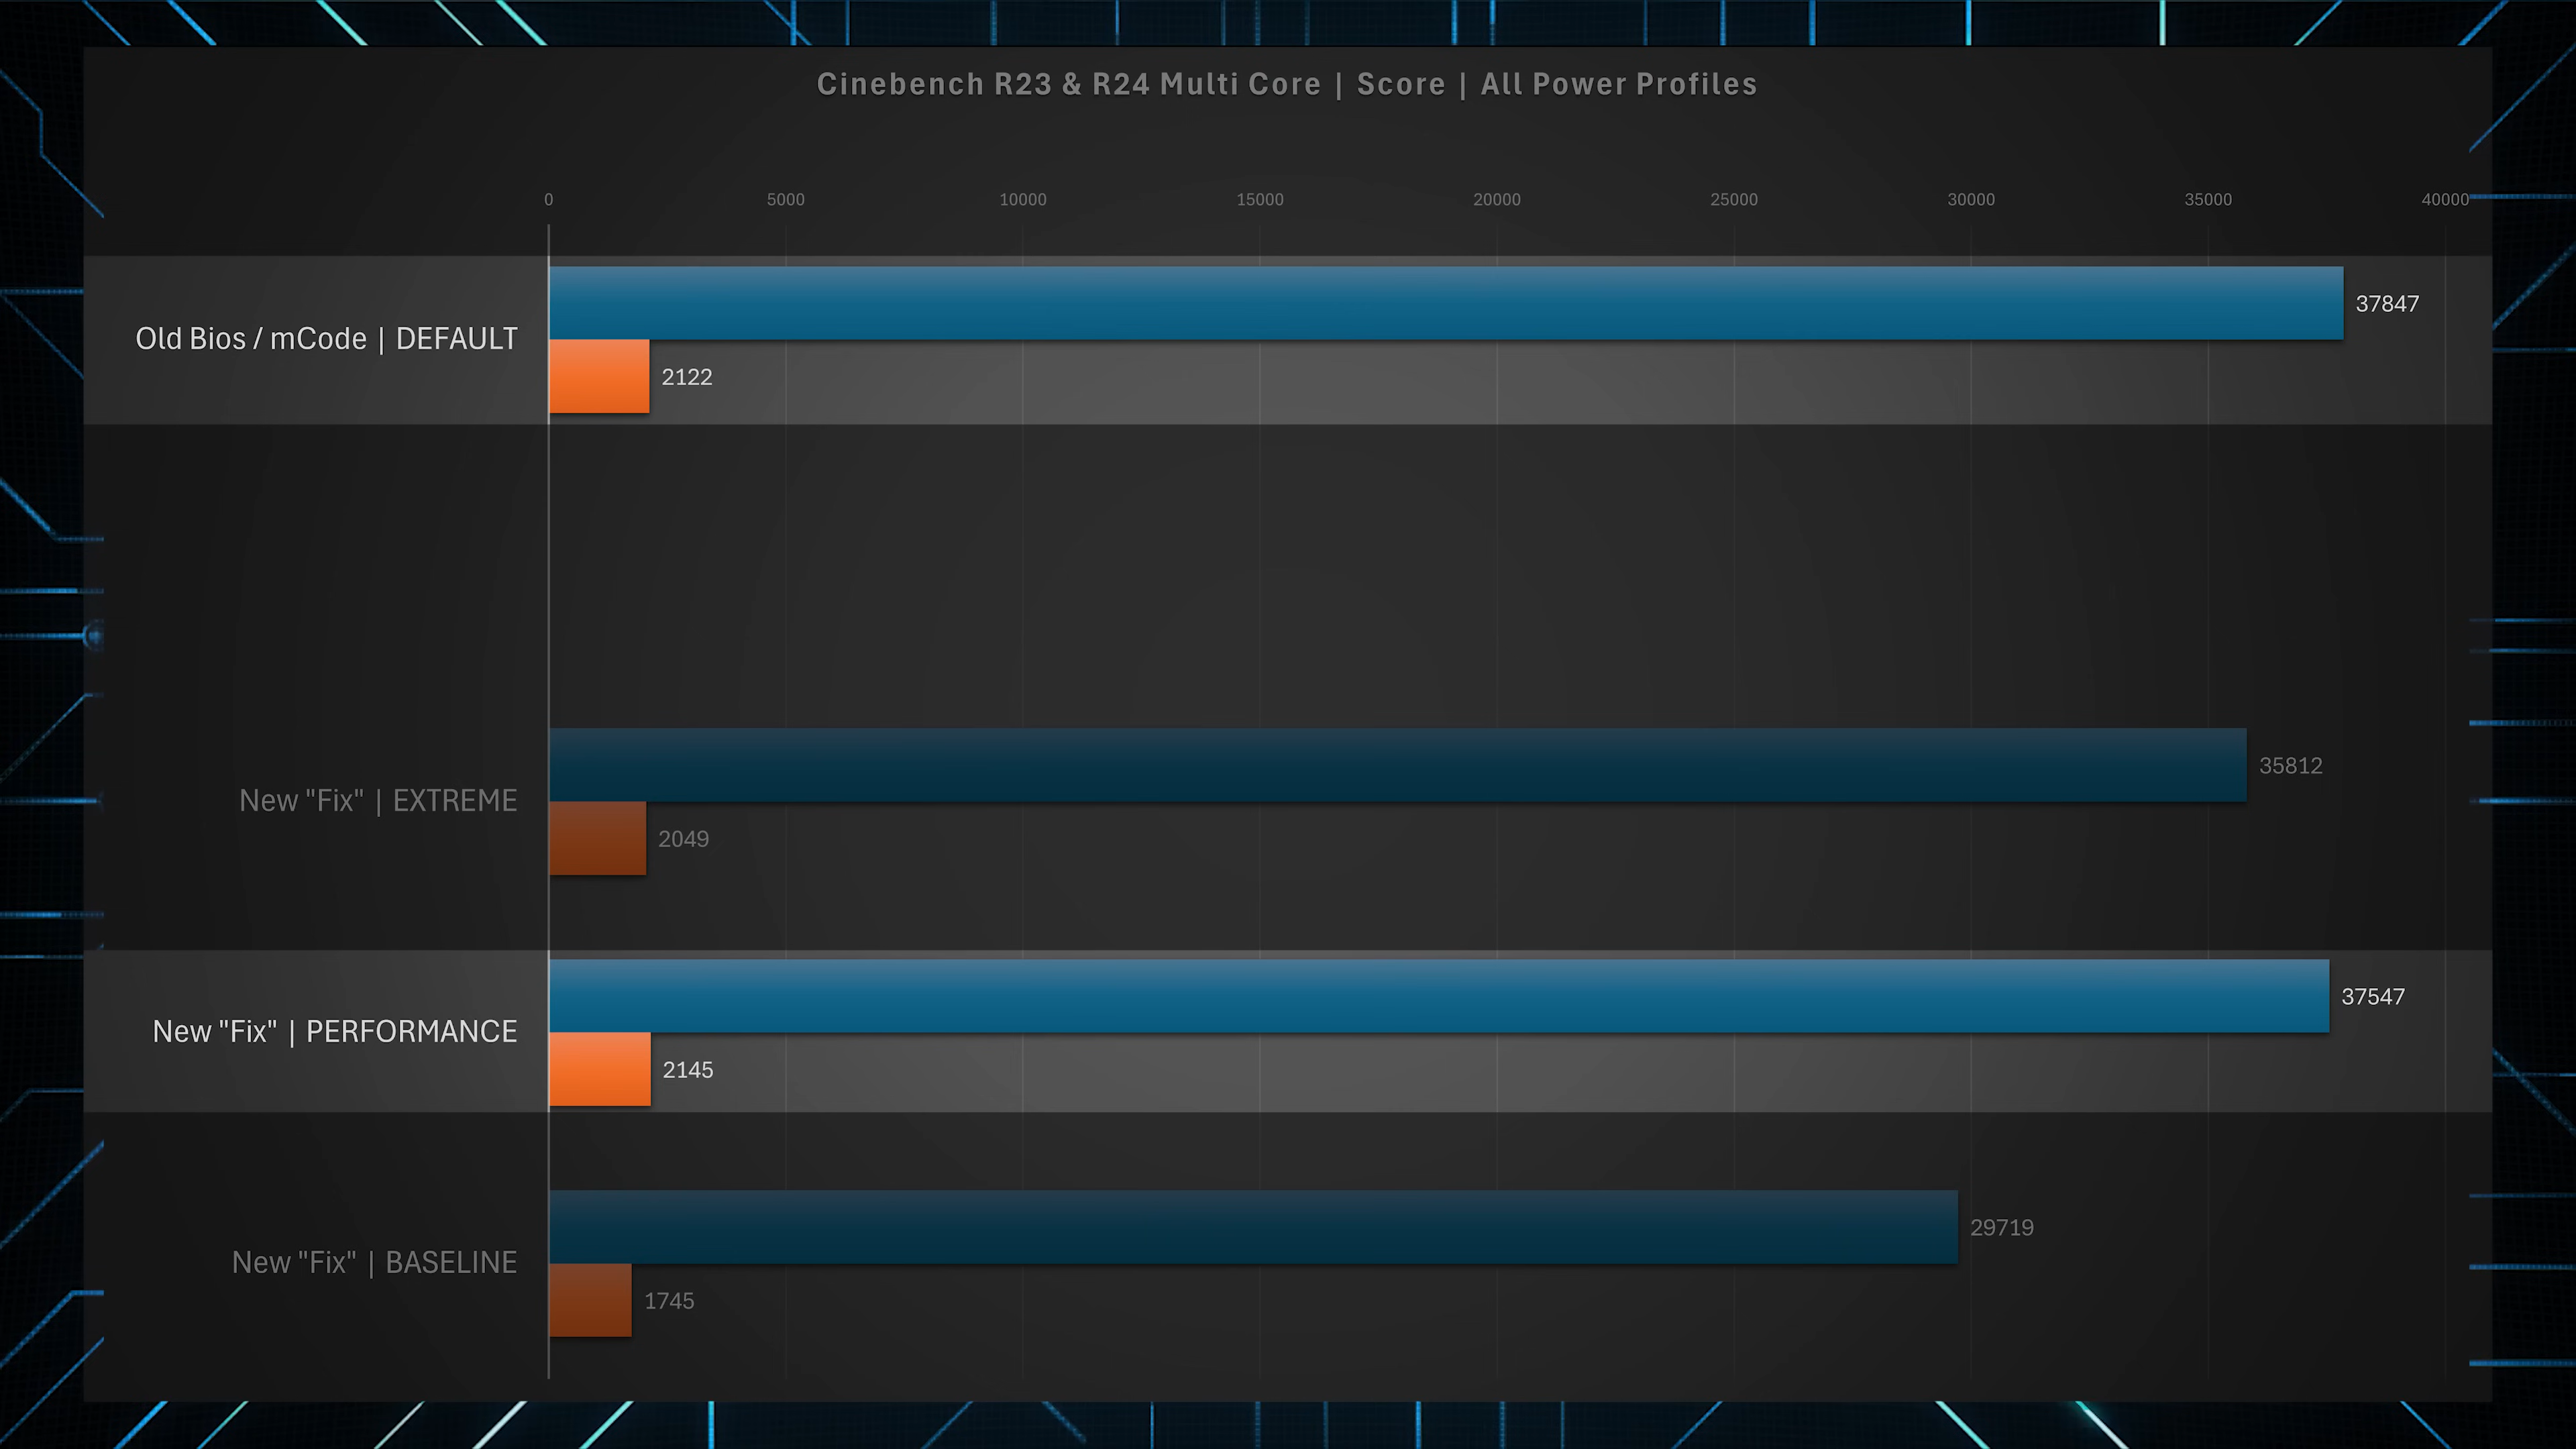 Cinebench R23 & R24 Multi Core | Score | All Power Profiles
0 5000 10000 15000 20000 25000 30000 35000 40000
Old Bios / mCode | DEFAULT
37847
2122
New "Fix" | EXTREME
35812
2049
New "Fix" | PERFORMANCE
37547
2145
New "Fix" | BASELINE
29719
1745